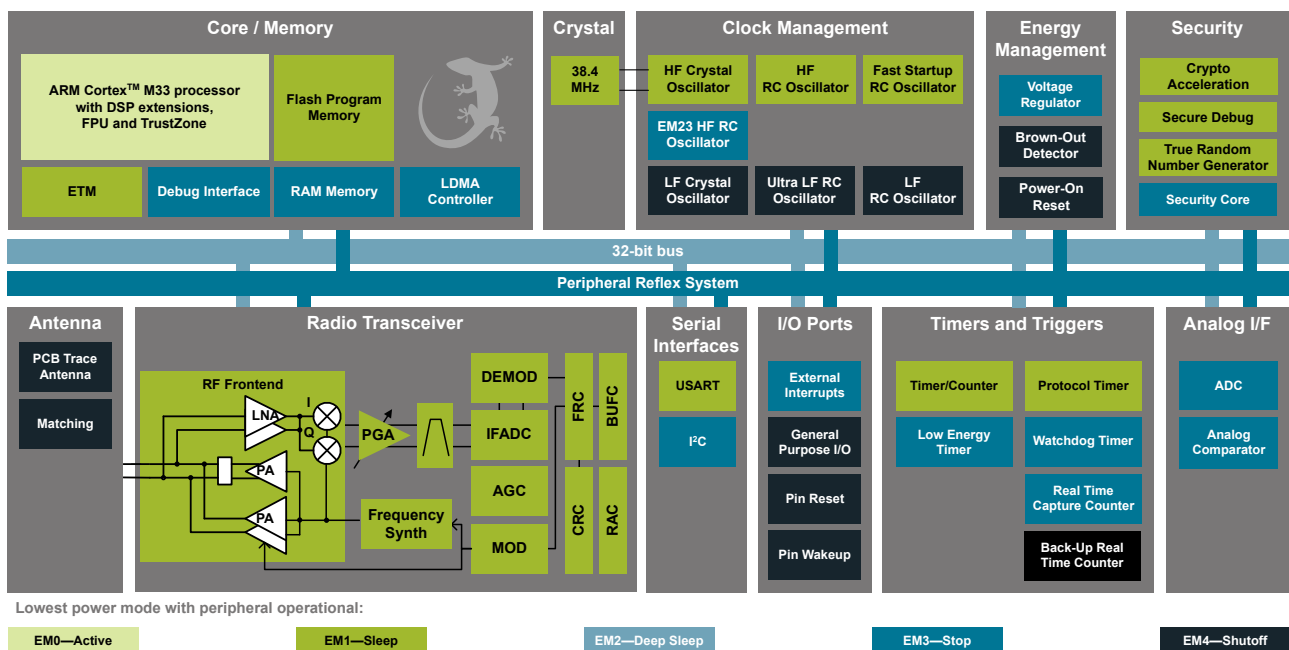 Core / Memory
Crystal
Clock Management
Energy
Management
Security
ARM Cortex™ M33 processor
with DSP extensions,
FPU and TrustZone
Flash Program
Memory
ETM
Debug Interface
RAM Memory
LDMA
Controller
38.4
MHz
HF Crystal
Oscillator
HF
RC Oscillator
Fast Startup
RC Oscillator
EM23 HF RC
Oscillator
LF Crystal
Oscillator
Ultra LF RC
Oscillator
LF
RC Oscillator
Voltage
Regulator
Brown-Out
Detector
Power-On
Reset
Crypto
Acceleration
Secure Debug
True Random
Number Generator
Security Core
32-bit bus
Peripheral Reflex System
Antenna
PCB Trace
Antenna
Matching
Radio Transceiver
RF Frontend
LNA
I
Q
PA
PA
PGA
Frequency
Synth
DEMOD
IFADC
AGC
MOD
FRC
BUFC
CRC
RAC
Serial
Interfaces
USART
I²C
I/O Ports
External
Interrupts
General
Purpose I/O
Pin Reset
Pin Wakeup
Timers and Triggers
Timer/Counter
Protocol Timer
Low Energy
Timer
Watchdog Timer
Real Time
Capture Counter
Back-Up Real
Time Counter
Analog I/F
ADC
Analog
Comparator
Lowest power mode with peripheral operational:
EM0—Active
EM1—Sleep
EM2—Deep Sleep
EM3—Stop
EM4—Shutoff